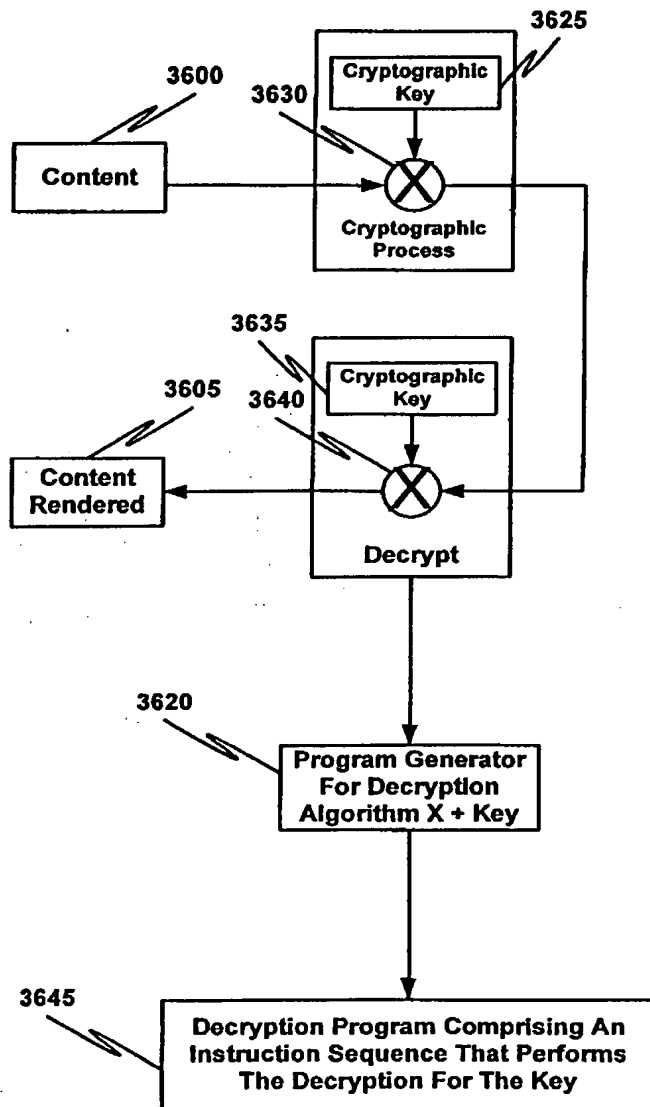 3625
Cryptographic
Key
3600
3630
Content
X
Cryptographic
Process
3635
Cryptographic
Key
3605
3640
Content
Rendered
X
Decrypt
3620
Program Generator
For Decryption
Algorithm X + Key
3645
Decryption Program Comprising An
Instruction Sequence That Performs
The Decryption For The Key